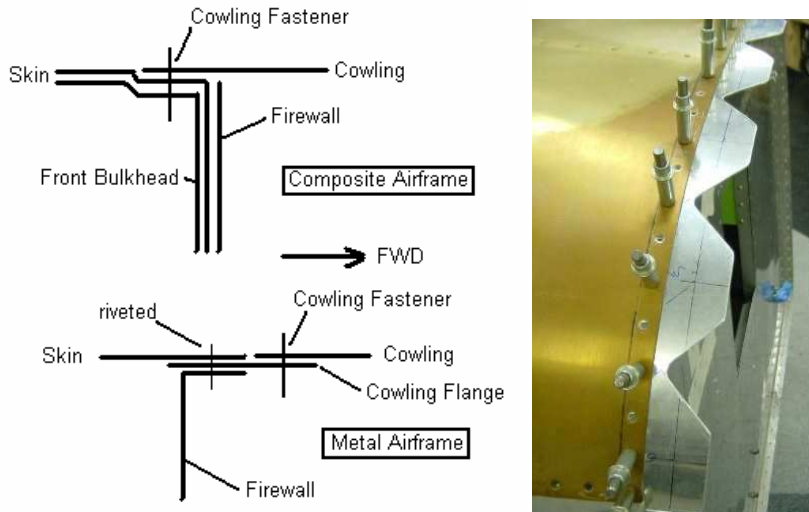 Cowling Fastener
Skin
Cowling
Firewall
Front Bulkhead
Composite Airframe
FWD
Cowling Fastener
riveted
Skin
Cowling
Cowling Flange
Metal Airframe
Firewall